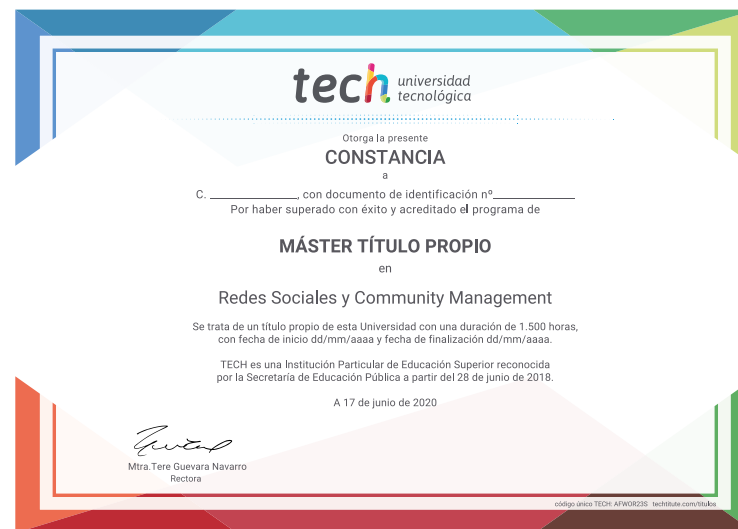 tech universidad
tecnológica
Otorga la presente
CONSTANCIA
a
C. ______________, con documento de identificación nº______________
Por haber superado con éxito y acreditado el programa de
MÁSTER TÍTULO PROPIO
en
Redes Sociales y Community Management
Se trata de un título propio de esta Universidad con una duración de 1.500 horas,
con fecha de inicio dd/mm/aaaa y fecha de finalización dd/mm/aaaa.
TECH es una Institución Particular de Educación Superior reconocida
por la Secretaría de Educación Pública a partir del 28 de junio de 2018.
A 17 de junio de 2020
Mtra.Tere Guevara Navarro
Rectora
código único TECH: AFWOR23S techtitute.com/titulos